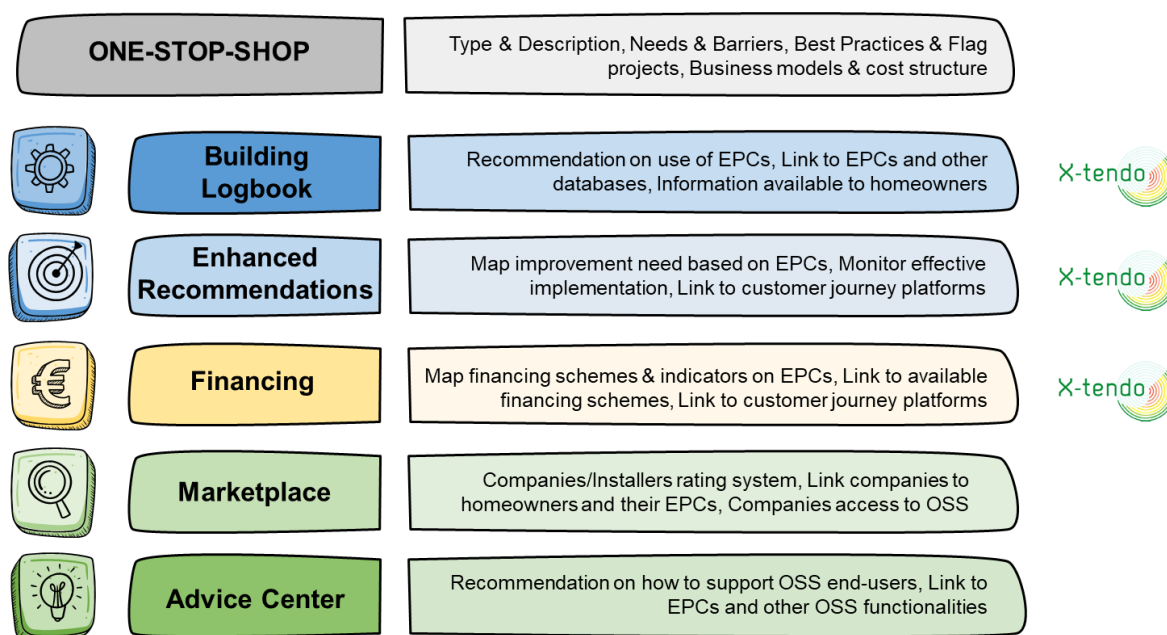 ONE-STOP-SHOP
Type & Description, Needs & Barriers, Best Practices & Flag
projects, Business models & cost structure
Building
Logbook
Recommendation on use of EPCs, Link to EPCs and other
databases, Information available to homeowners
X-tendo
Enhanced
Recommendations
Map improvement need based on EPCs, Monitor effective
implementation, Link to customer journey platforms
X-tendo
€
Financing
Map financing schemes & indicators on EPCs, Link to available
financing schemes, Link to customer journey platforms
X-tendo
Marketplace
Companies/Installers rating system, Link companies to
homeowners and their EPCs, Companies access to OSS
Advice Center
Recommendation on how to support OSS end-users, Link to
EPCs and other OSS functionalities